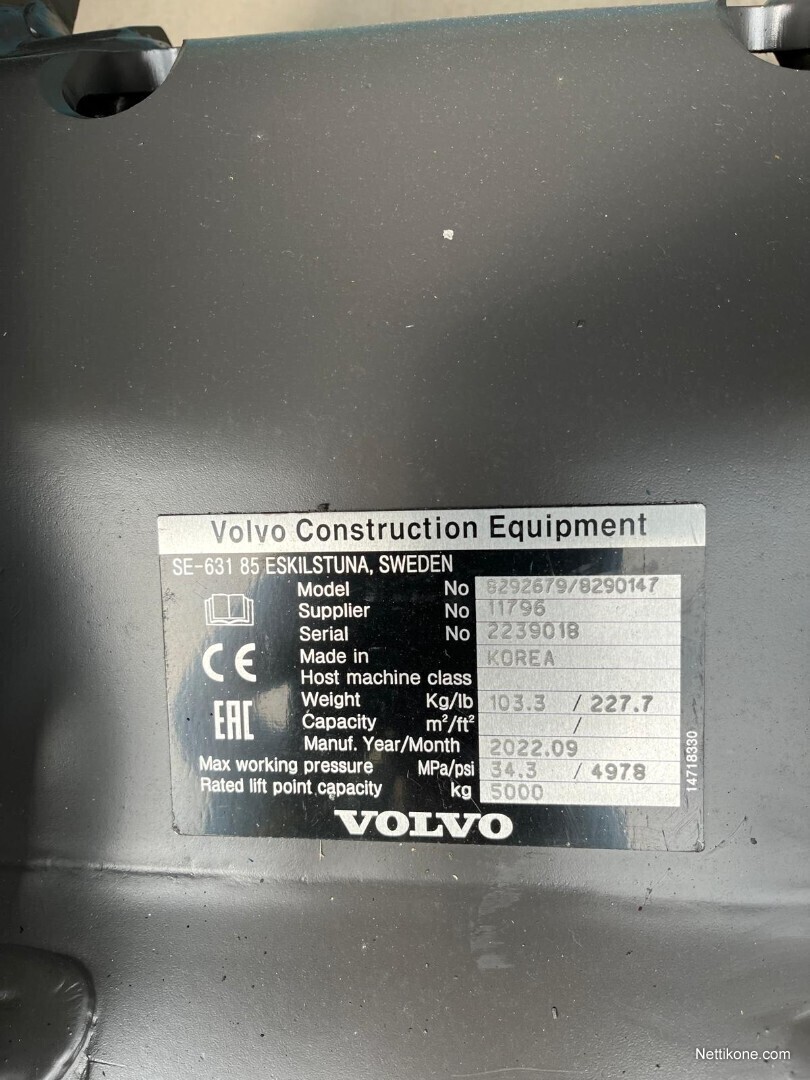 Volvo Construction Equipment
SE-631 85 ESKILSTUNA, SWEDEN
Model No 8292679/8290147
Supplier No 11796
Serial No 2239018
Made in KOREA
Host machine class
Weight Kg/lb 103.3 / 227.7
Capacity m²/ft² /
Manuf. Year/Month 2022.09
Max working pressure MPa/psi 34.3 / 4978
Rated lift point capacity kg 5000
CE
EAC
14718330
VOLVO
Nettikone.com